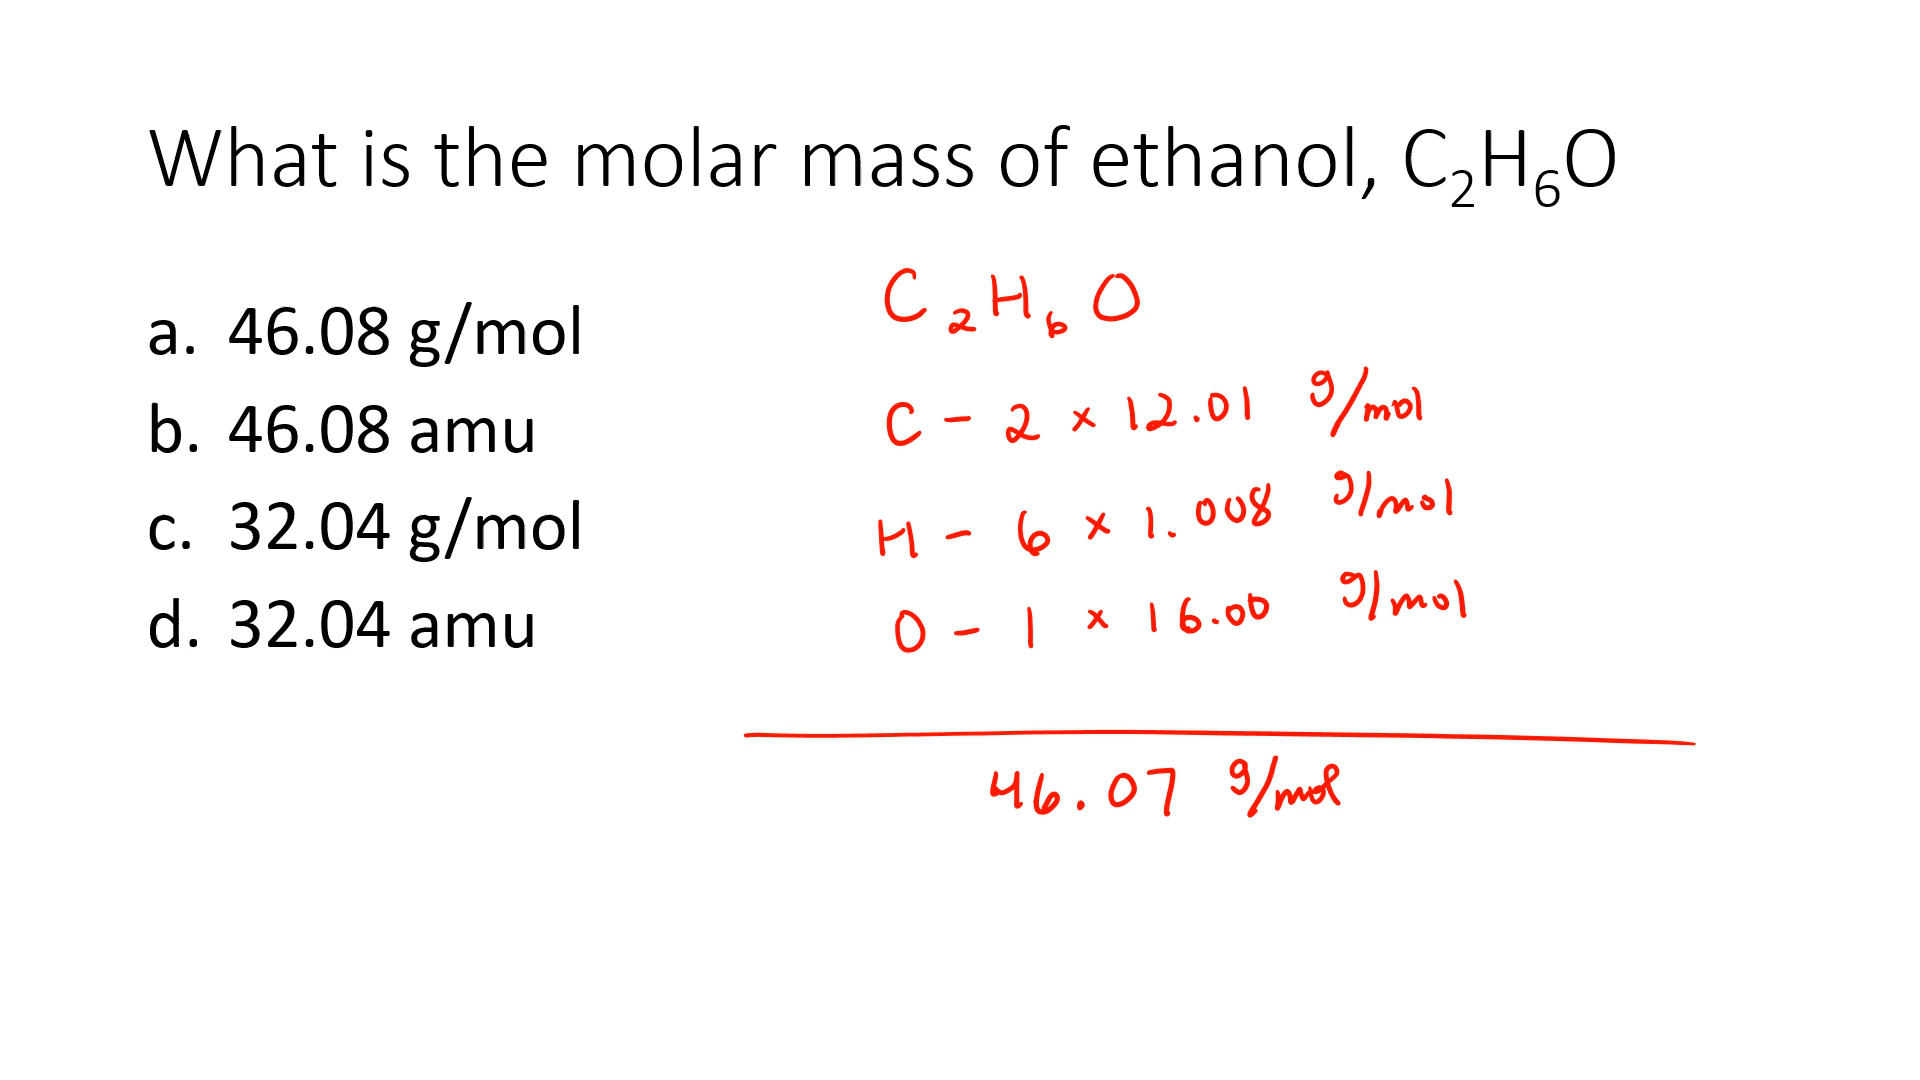 What is the molar mass of ethanol, C₂H₆O
a. 46.08 g/mol
b. 46.08 amu
c. 32.04 g/mol
d. 32.04 amu
C₂H₆O
C - 2 × 12.01 g/mol
H - 6 × 1.008 g/mol
O - 1 × 16.00 g/mol
46.07 g/mol